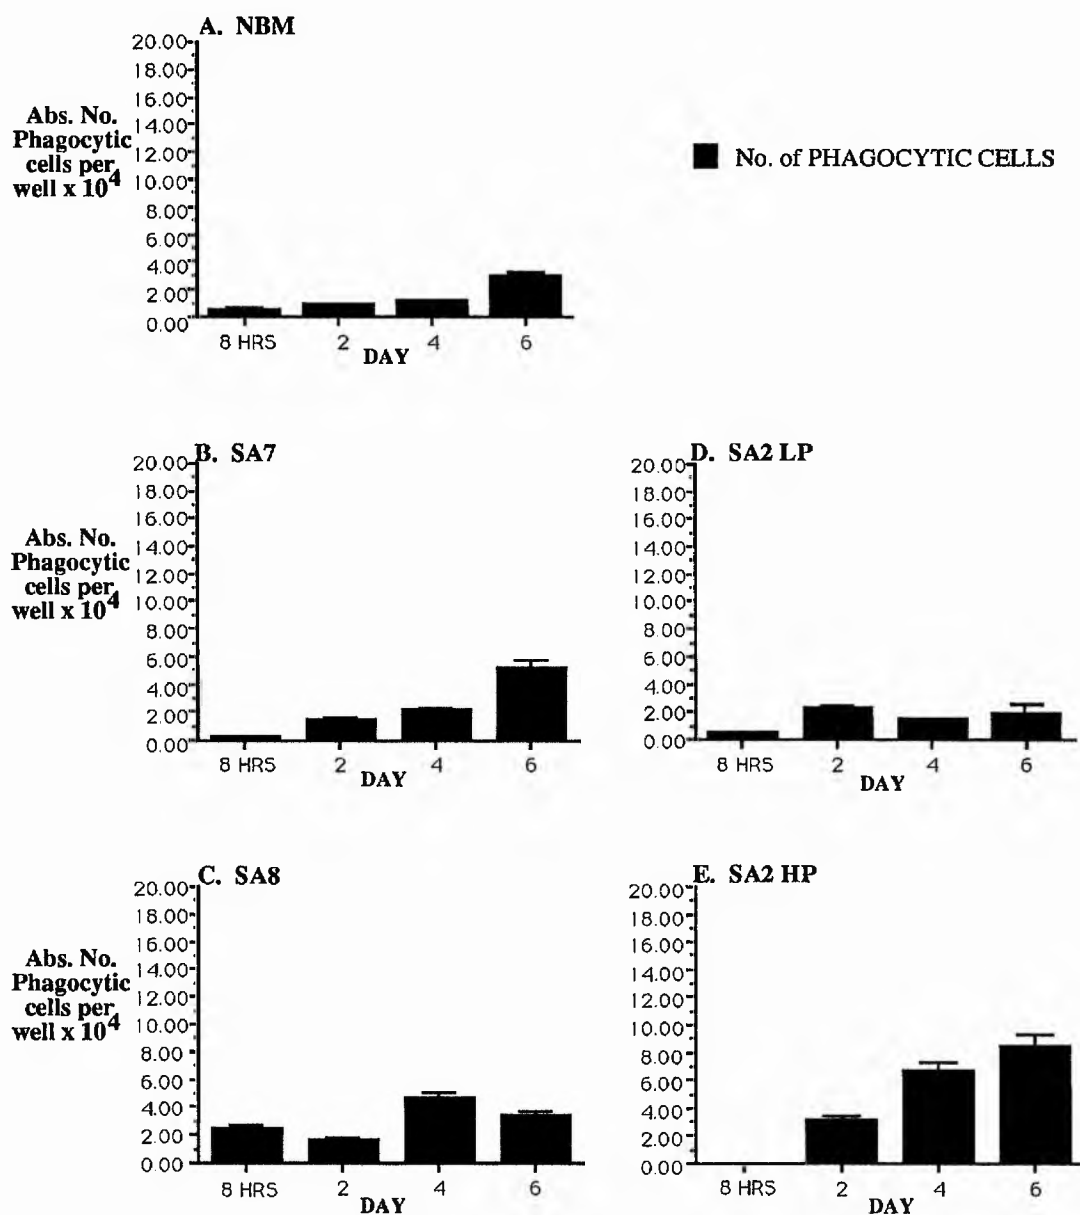 A. NBM
20.00
18.00
16.00
14.00
12.00
10.00
8.00
6.00
4.00
2.00
0.00
Abs. No.
Phagocytic
cells per
well x 10⁴
8 HRS 2 4 6
DAY
No. of PHAGOCYTIC CELLS
B. SA7
20.00
18.00
16.00
14.00
12.00
10.00
8.00
6.00
4.00
2.00
0.00
Abs. No.
Phagocytic
cells per
well x 10⁴
8 HRS 2 4 6
DAY
D. SA2 LP
20.00
18.00
16.00
14.00
12.00
10.00
8.00
6.00
4.00
2.00
0.00
8 HRS 2 4 6
DAY
C. SA8
20.00
18.00
16.00
14.00
12.00
10.00
8.00
6.00
4.00
2.00
0.00
Abs. No.
Phagocytic
cells per
well x 10⁴
8 HRS 2 4 6
DAY
E. SA2 HP
20.00
18.00
16.00
14.00
12.00
10.00
8.00
6.00
4.00
2.00
0.00
8 HRS 2 4 6
DAY